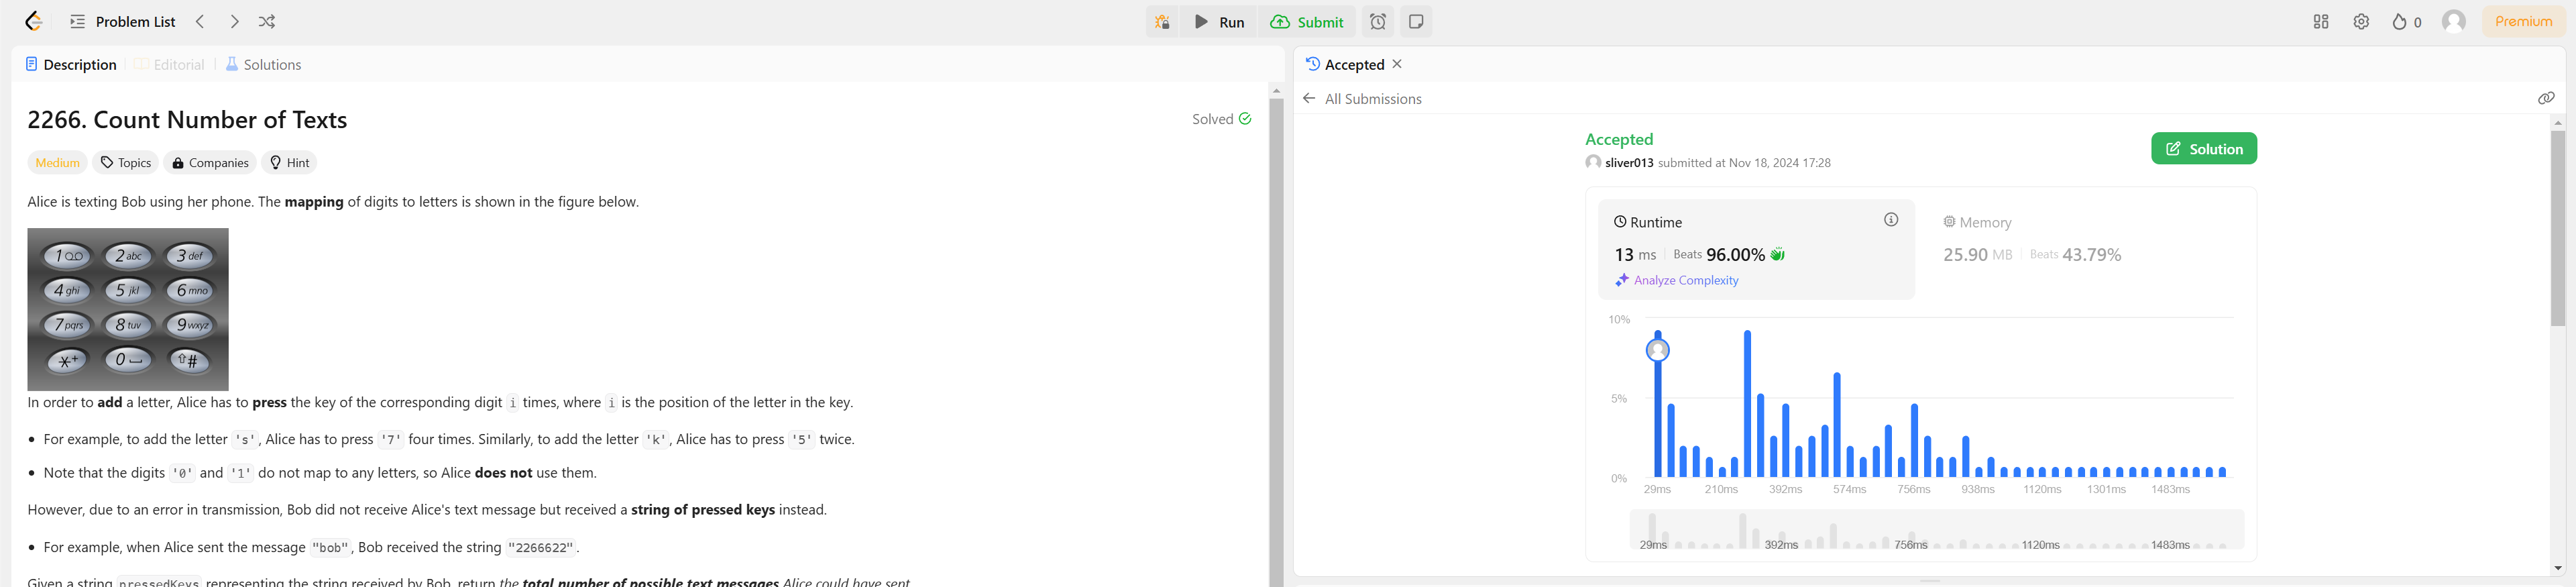 Problem List
Run
Submit
0
Premium
Description
Editorial
Solutions
2266. Count Number of Texts
Solved
Medium
Topics
Companies
Hint
Alice is texting Bob using her phone. The mapping of digits to letters is shown in the figure below.
1 2 abc 3 def
4 ghi 5 jkl 6 mno
7 pqrs 8 tuv 9 wxyz
*+ 0 ⇧#
In order to add a letter, Alice has to press the key of the corresponding digit i times, where i is the position of the letter in the key.
• For example, to add the letter 's', Alice has to press '7' four times. Similarly, to add the letter 'k', Alice has to press '5' twice.
• Note that the digits '0' and '1' do not map to any letters, so Alice does not use them.
However, due to an error in transmission, Bob did not receive Alice's text message but received a string of pressed keys instead.
• For example, when Alice sent the message "bob", Bob received the string "2266622".
Given a string pressedKeys representing the string received by Bob, return the total number of possible text messages Alice could have sent
Accepted
All Submissions
Accepted
sliver013 submitted at Nov 18, 2024 17:28
Solution
Runtime
13 ms | Beats 96.00%
Analyze Complexity
Memory
25.90 MB | Beats 43.79%
10%
5%
0%
29ms 210ms 392ms 574ms 756ms 938ms 1120ms 1301ms 1483ms
29ms 392ms 756ms 1120ms 1483ms